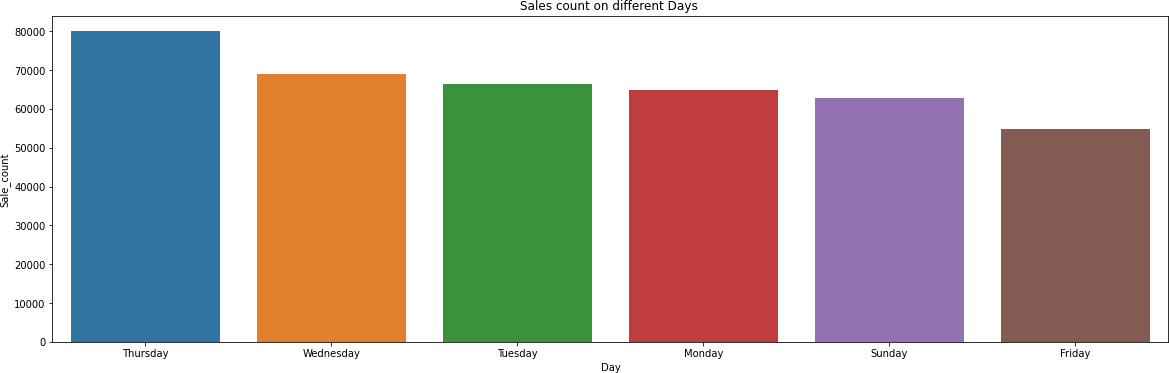 Sales count on different Days
Sale_count
80000
70000
60000
50000
40000
30000
20000
10000
0
Thursday Wednesday Tuesday Monday Sunday Friday
Day